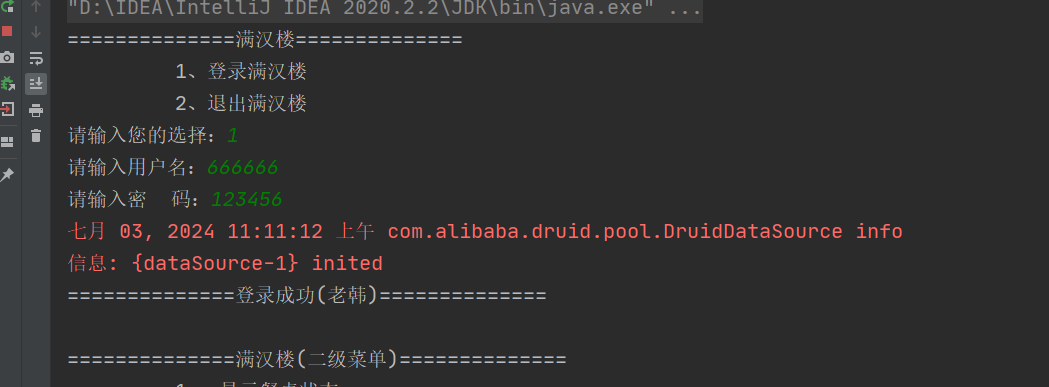 "D:\IDEA\IntelliJ IDEA 2020.2.2\JDK\bin\java.exe" ...
==============满汉楼==============
1、登录满汉楼
2、退出满汉楼
请输入您的选择：1
请输入用户名：666666
请输入密  码：123456
七月 03, 2024 11:11:12 上午 com.alibaba.druid.pool.DruidDataSource info
信息: {dataSource-1} inited
==============登录成功(老韩)==============
==============满汉楼(二级菜单)==============